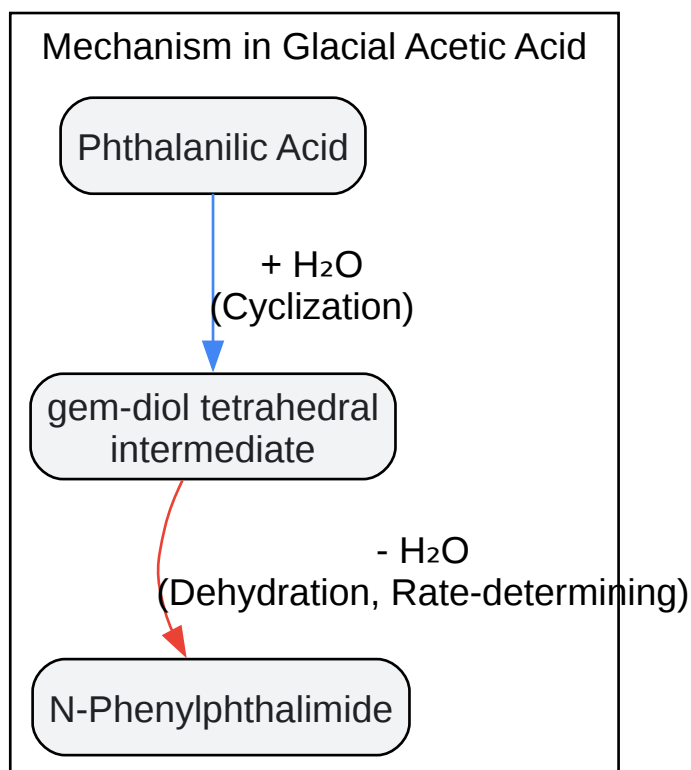 Mechanism in Glacial Acetic Acid
Phthalanilic Acid
+ H₂O
(Cyclization)
gem-diol tetrahedral
intermediate
- H₂O
(Dehydration, Rate-determining)
N-Phenylphthalimide